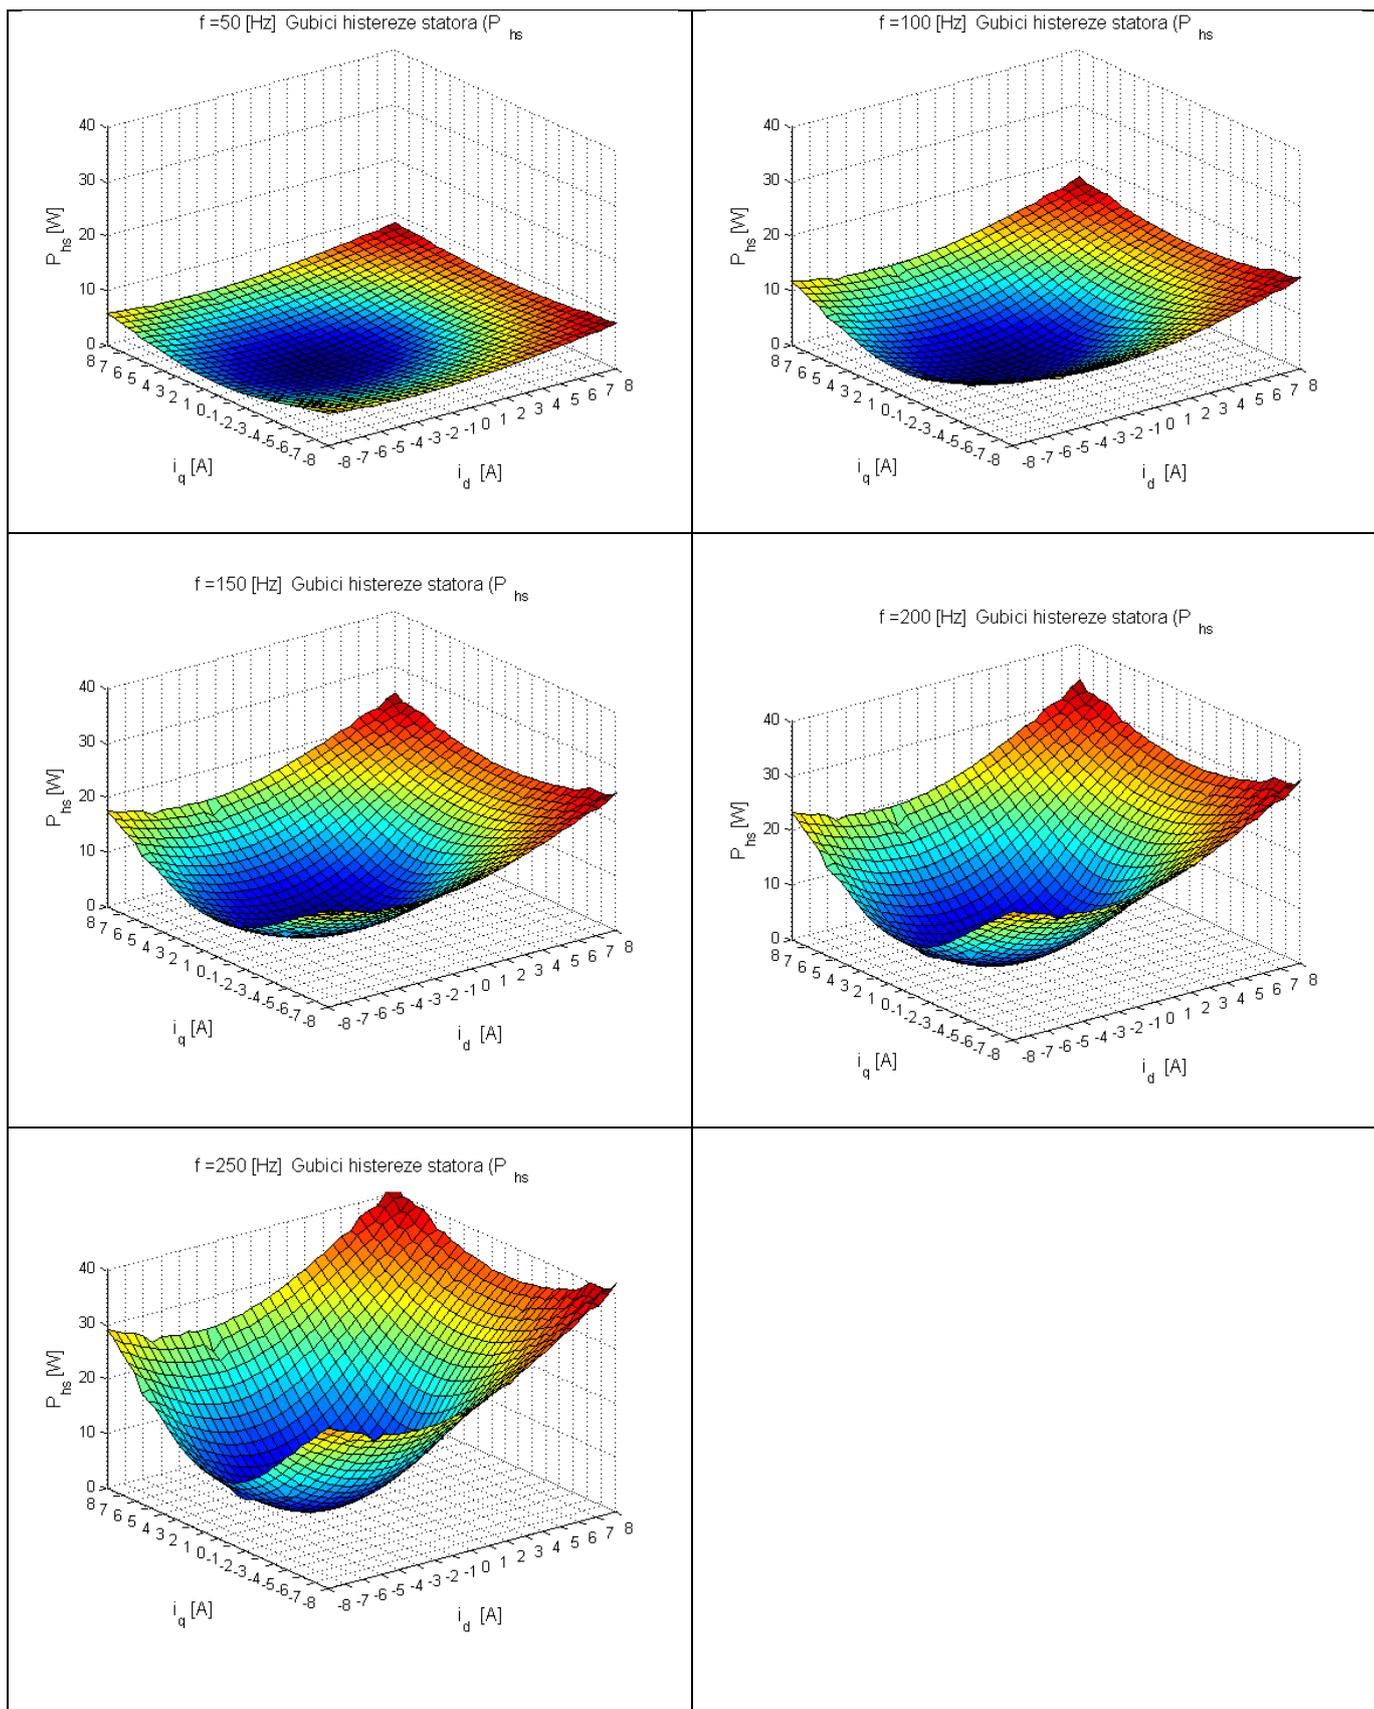 f =50 [Hz]  Gubici histereze statora (P hs
40
30
20
10
0
P hs [W]
8 7 6 5 4 3 2 1 0 -1 -2 -3 -4 -5 -6 -7 -8
i q [A]
-8 -7 -6 -5 -4 -3 -2 -1 0 1 2 3 4 5 6 7 8
i d [A]
f =100 [Hz]  Gubici histereze statora (P hs
40
30
20
10
0
P hs [W]
8 7 6 5 4 3 2 1 0 -1 -2 -3 -4 -5 -6 -7 -8
i q [A]
-8 -7 -6 -5 -4 -3 -2 -1 0 1 2 3 4 5 6 7 8
i d [A]
f =150 [Hz]  Gubici histereze statora (P hs
40
30
20
10
0
P hs [W]
8 7 6 5 4 3 2 1 0 -1 -2 -3 -4 -5 -6 -7 -8
i q [A]
-8 -7 -6 -5 -4 -3 -2 -1 0 1 2 3 4 5 6 7 8
i d [A]
f =200 [Hz]  Gubici histereze statora (P hs
40
30
20
10
0
P hs [W]
8 7 6 5 4 3 2 1 0 -1 -2 -3 -4 -5 -6 -7 -8
i q [A]
-8 -7 -6 -5 -4 -3 -2 -1 0 1 2 3 4 5 6 7 8
i d [A]
f =250 [Hz]  Gubici histereze statora (P hs
40
30
20
10
0
P hs [W]
8 7 6 5 4 3 2 1 0 -1 -2 -3 -4 -5 -6 -7 -8
i q [A]
-8 -7 -6 -5 -4 -3 -2 -1 0 1 2 3 4 5 6 7 8
i d [A]